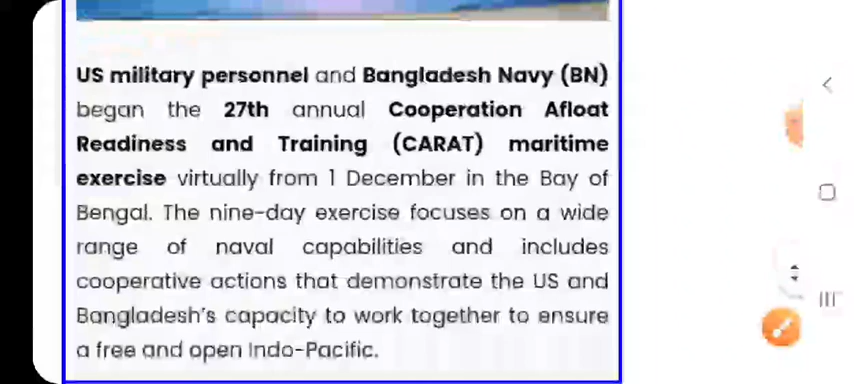 US military personnel and Bangladesh Navy (BN)
began the 27th annual Cooperation Afloat
Readiness and Training (CARAT) maritime
exercise virtually from 1 December in the Bay of
Bengal. The nine-day exercise focuses on a wide
range of naval capabilities and includes
cooperative actions that demonstrate the US and
Bangladesh's capacity to work together to ensure
a free and open Indo-Pacific.